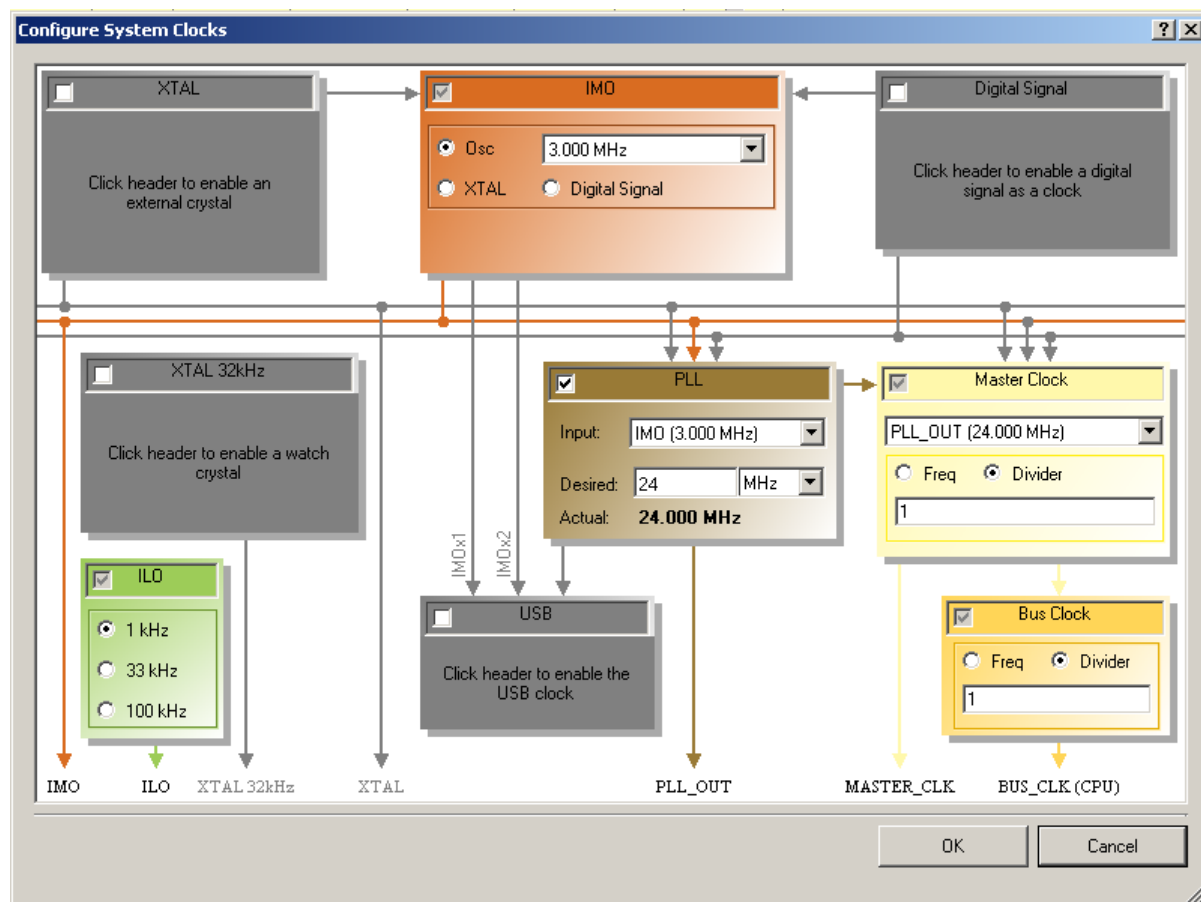 Configure System Clocks
XTAL
Click header to enable an
external crystal
IMO
Osc
3.000 MHz
XTAL
Digital Signal
Digital Signal
Click header to enable a digital
signal as a clock
XTAL 32kHz
Click header to enable a watch
crystal
PLL
Input:
IMO (3.000 MHz)
Desired:
24
MHz
Actual:
24.000 MHz
Master Clock
PLL_OUT (24.000 MHz)
Freq
Divider
1
IMOx1
IMOx2
ILO
1 kHz
33 kHz
100 kHz
USB
Click header to enable the
USB clock
Bus Clock
Freq
Divider
1
IMO
ILO
XTAL 32kHz
XTAL
PLL_OUT
MASTER_CLK
BUS_CLK (CPU)
OK
Cancel